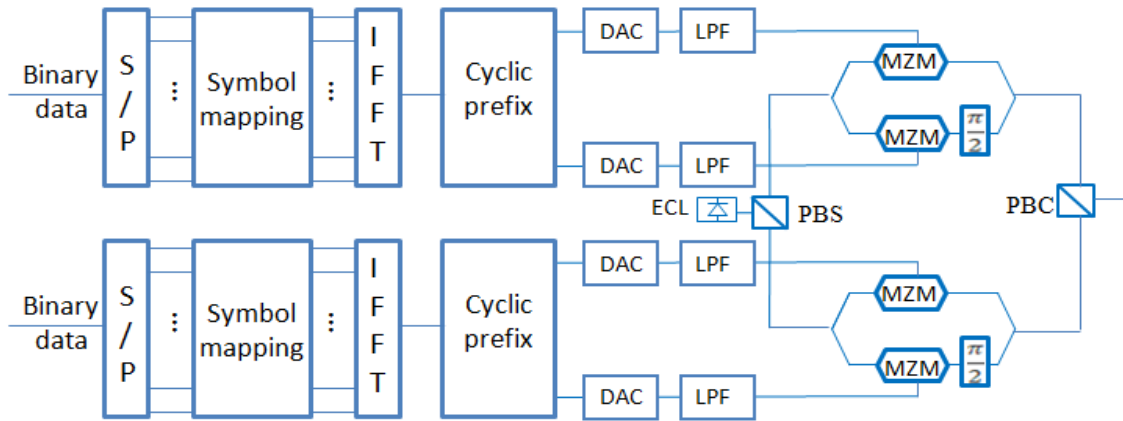 Binary
data
S
/
P
...
Symbol
mapping
...
I
F
F
T
Cyclic
prefix
DAC
LPF
DAC
LPF
MZM
MZM
π
2
ECL
PBS
PBC
Binary
data
S
/
P
...
Symbol
mapping
...
I
F
F
T
Cyclic
prefix
DAC
LPF
DAC
LPF
MZM
MZM
π
2